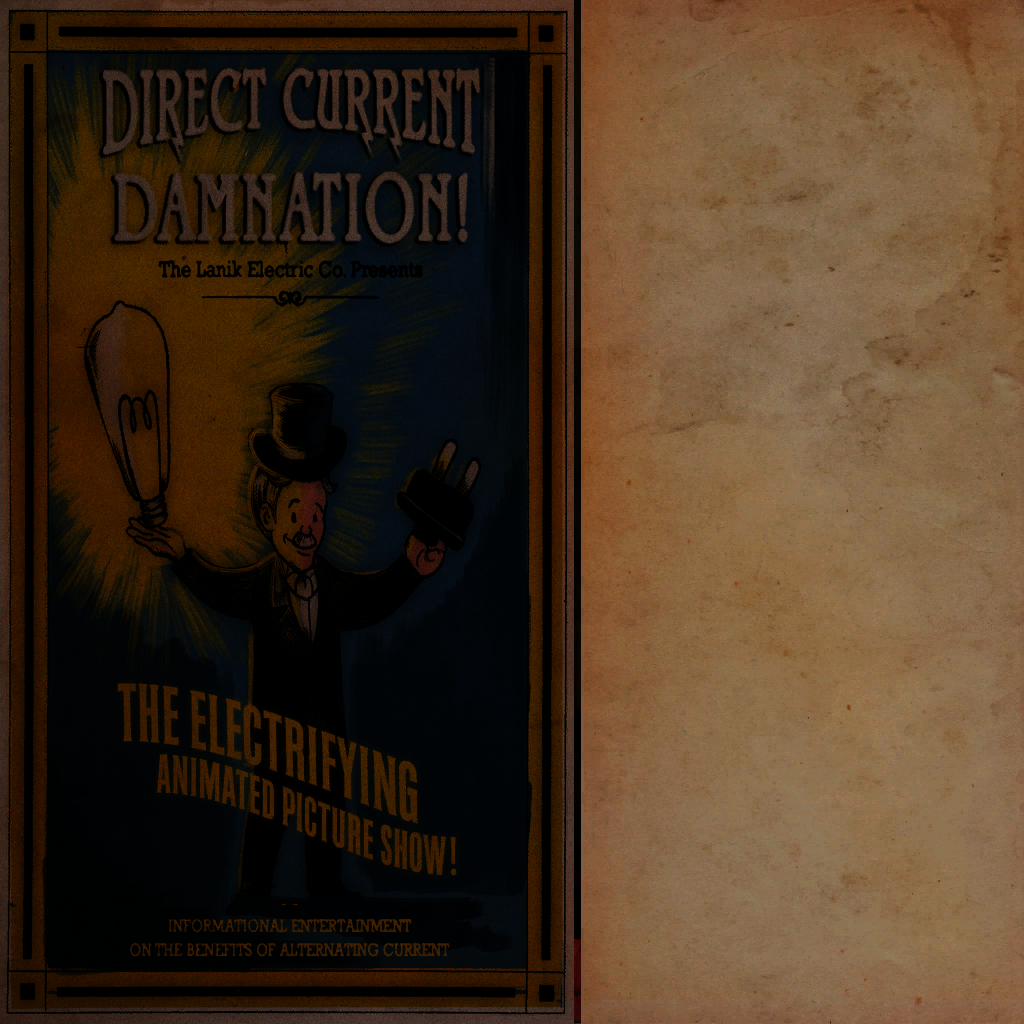 DIRECT CURRENT
DAMNATION!
The Lanik Electric Co. Presents
THE ELECTRIFYING
ANIMATED PICTURE SHOW!
INFORMATIONAL ENTERTAINMENT
ON THE BENEFITS OF ALTERNATING CURRENT